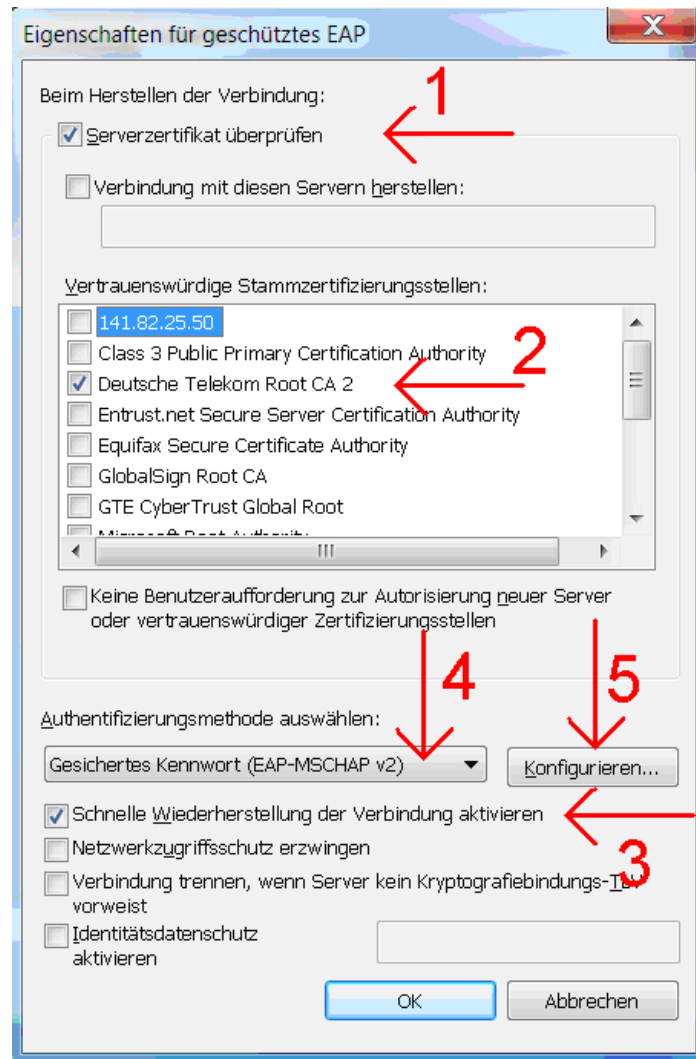 Eigenschaften für geschütztes EAP
X
Beim Herstellen der Verbindung:
1
Serverzertifikat überprüfen
Verbindung mit diesen Servern herstellen:
Vertrauenswürdige Stammzertifizierungsstellen:
141.82.25.50
Class 3 Public Primary Certification Authority
2
Deutsche Telekom Root CA 2
Entrust.net Secure Server Certification Authority
Equifax Secure Certificate Authority
GlobalSign Root CA
GTE CyberTrust Global Root
Microsoft Root Authority
Keine Benutzeraufforderung zur Autorisierung neuer Server
oder vertrauenswürdiger Zertifizierungsstellen
4
5
Authentifizierungsmethode auswählen:
Gesichertes Kennwort (EAP-MSCHAP v2)
Konfigurieren...
Schnelle Wiederherstellung der Verbindung aktivieren
3
Netzwerkzugriffsschutz erzwingen
Verbindung trennen, wenn Server kein Kryptografiebindungs-TLV
vorweist
Identitätsdatenschutz
aktivieren
OK
Abbrechen